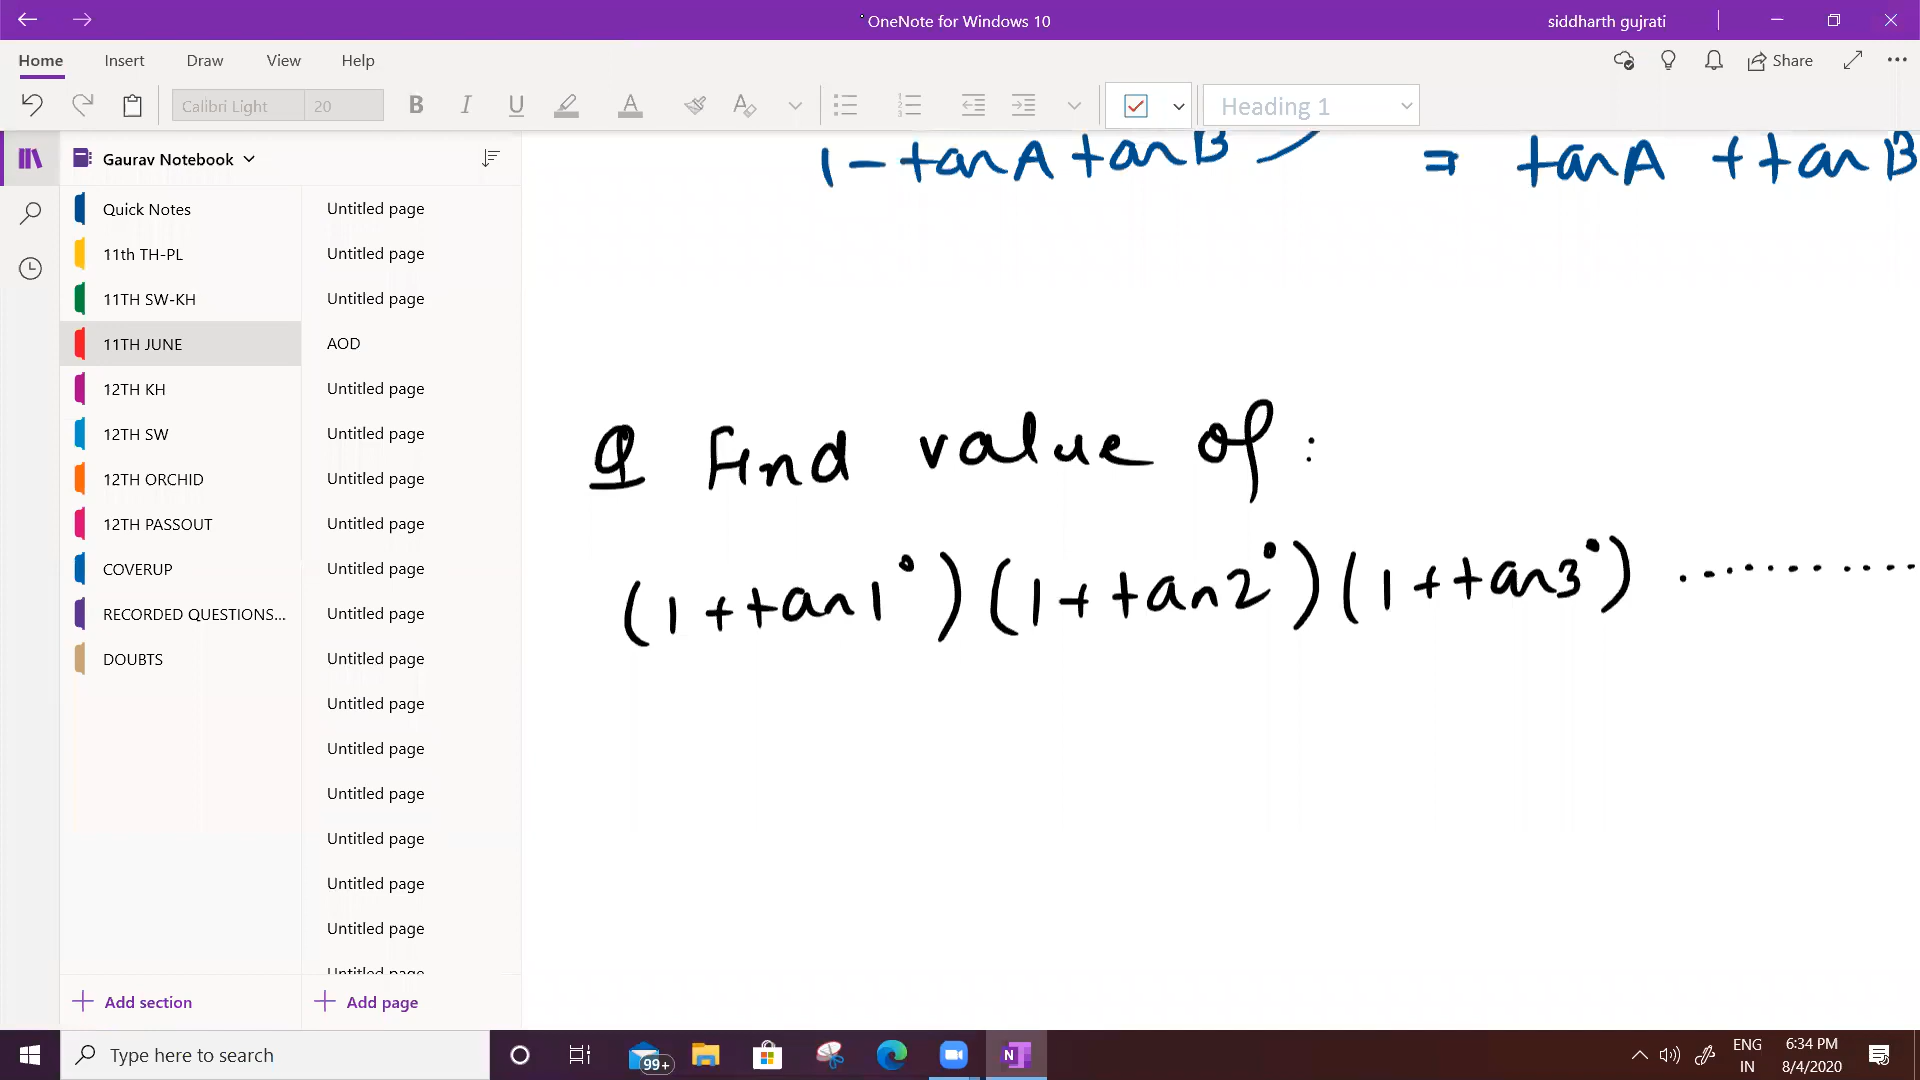 OneNote for Windows 10
siddharth gujrati
Home Insert Draw View Help
Share
Calibri Light 20
B I U A
Heading 1
Gaurav Notebook
Quick Notes
11th TH-PL
11TH SW-KH
11TH JUNE
12TH KH
12TH SW
12TH ORCHID
12TH PASSOUT
COVERUP
RECORDED QUESTIONS...
DOUBTS
Add section
Untitled page
Untitled page
Untitled page
AOD
Untitled page
Untitled page
Untitled page
Untitled page
Untitled page
Untitled page
Untitled page
Untitled page
Untitled page
Untitled page
Untitled page
Untitled page
Untitled page
Untitled page
Add page
1 - tanA tanB = tanA + tanB
Q Find value of :
(1+tan1°)(1+tan2°)(1+tan3°) ............
Type here to search
99+
N
ENG
IN
6:34 PM
8/4/2020